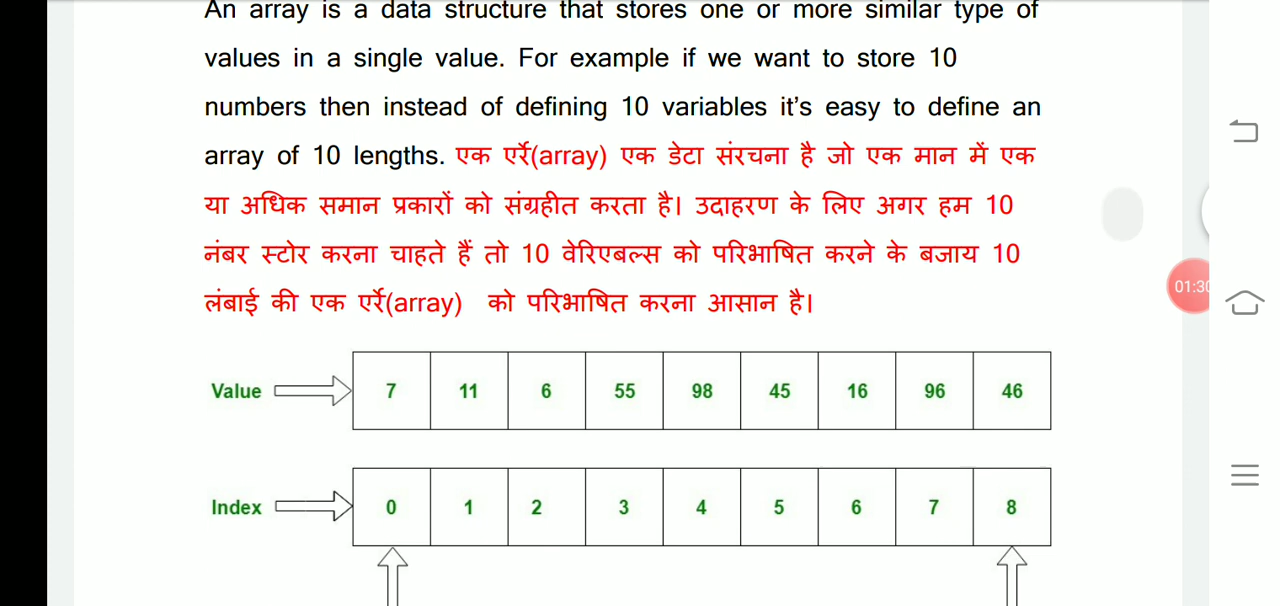 An array is a data structure that stores one or more similar type of
values in a single value. For example if we want to store 10
numbers then instead of defining 10 variables it's easy to define an
array of 10 lengths. एक एर्रे(array) एक डेटा संरचना है जो एक मान में एक
या अधिक समान प्रकारों को संग्रहीत करता है। उदाहरण के लिए अगर हम 10
नंबर स्टोर करना चाहते हैं तो 10 वेरिएबल्स को परिभाषित करने के बजाय 10
लंबाई की एक एर्रे(array) को परिभाषित करना आसान है।
Value 7 11 6 55 98 45 16 96 46
Index 0 1 2 3 4 5 6 7 8